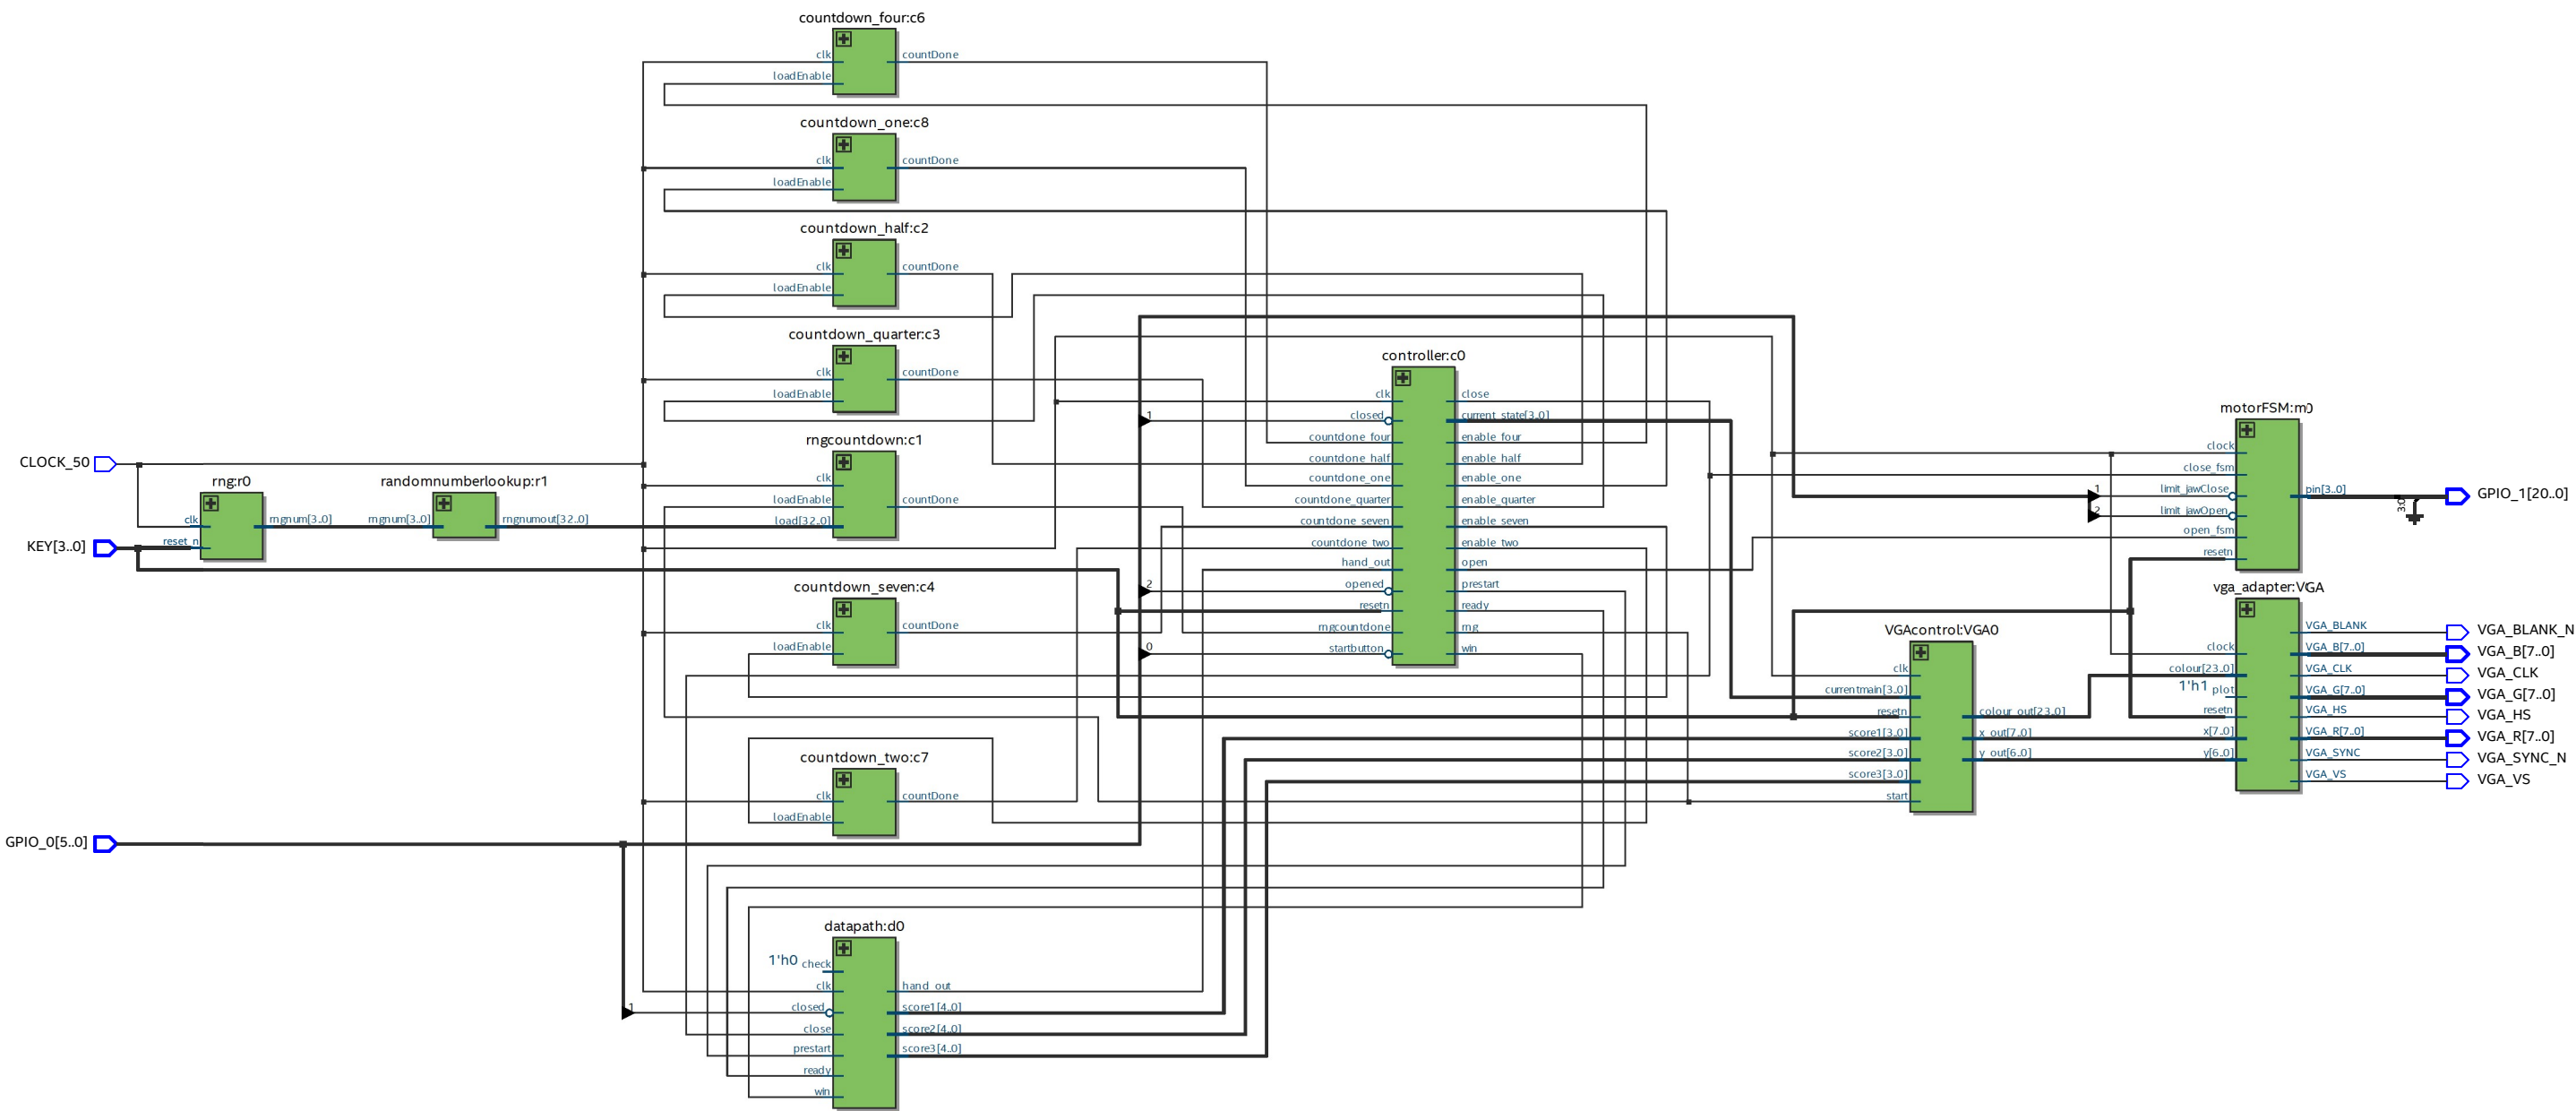 countdown_four:c6
clk
loadEnable
countDone
countdown_one:c8
clk
loadEnable
countDone
countdown_half:c2
clk
loadEnable
countDone
countdown_quarter:c3
clk
loadEnable
countDone
rngcountdown:c1
clk
loadEnable
load[32..0]
countDone
CLOCK_50
KEY[3..0]
GPIO_0[5..0]
rng:r0
clk
reset_n
rngnum[3..0]
randomnumberlookup:r1
rngnum[3..0]
rngnumout[32..0]
countdown_seven:c4
clk
loadEnable
countDone
countdown_two:c7
clk
loadEnable
countDone
datapath:d0
1'h0
check
clk
1
closed
close
prestart
ready
win
hand_out
score1[4..0]
score2[4..0]
score3[4..0]
controller:c0
clk
1
closed
countdone_four
countdone_half
countdone_one
countdone_quarter
countdone_seven
countdone_two
hand_out
2
opened
resetn
rngcountdone
0
startbutton
close
current_state[3..0]
enable_four
enable_half
enable_one
enable_quarter
enable_seven
enable_two
open
prestart
ready
rng
win
VGAcontrol:VGA0
clk
currentmain[3..0]
resetn
score1[3..0]
score2[3..0]
score3[3..0]
start
colour_out[23..0]
x_out[7..0]
y_out[6..0]
motorFSM:m0
clock
close_fsm
1
limit_jawClose
2
limit_jawOpen
open_fsm
resetn
pin[3..0]
3:0
GPIO_1[20..0]
vga_adapter:VGA
clock
colour[23..0]
1'h1
plot
resetn
x[7..0]
y[6..0]
VGA_BLANK
VGA_B[7..0]
VGA_CLK
VGA_G[7..0]
VGA_HS
VGA_R[7..0]
VGA_SYNC
VGA_VS
VGA_BLANK_N
VGA_B[7..0]
VGA_CLK
VGA_G[7..0]
VGA_HS
VGA_R[7..0]
VGA_SYNC_N
VGA_VS